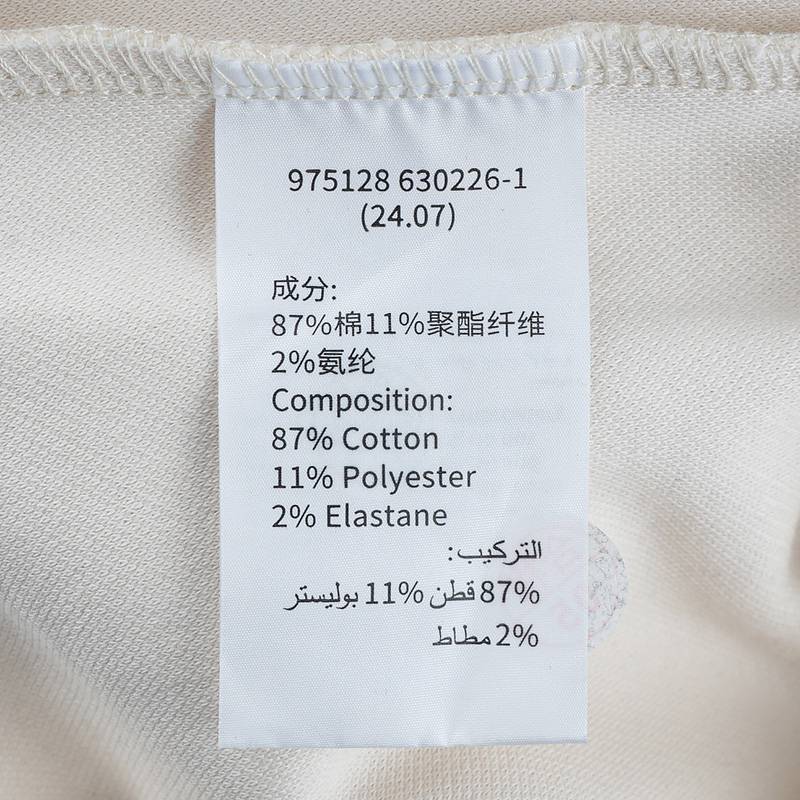 975128 630226-1
(24.07)
成分:
87%棉11%聚酯纤维
2%氨纶
Composition:
87% Cotton
11% Polyester
2% Elastane
التركيب:
87% قطن 11% بوليستر
2% مطاط